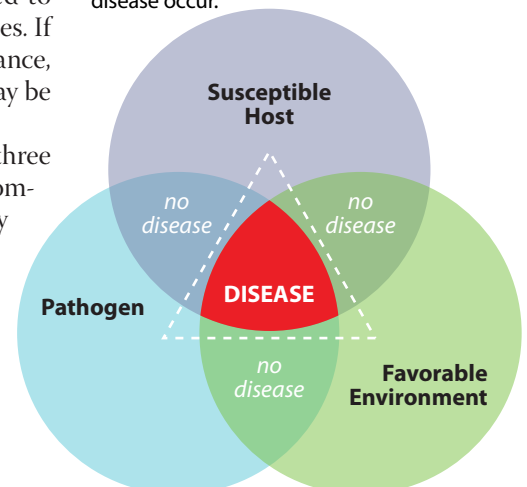 ed to
es. If
ance,
ay be
three
om-
y
disease occur.
Susceptible
Host
no
disease
no
disease
DISEASE
Pathogen
no
disease
Favorable
Environment